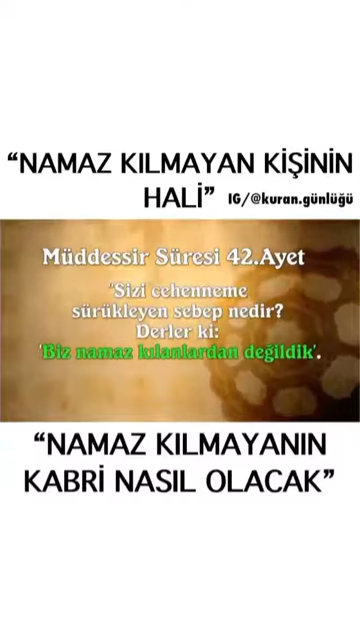 “NAMAZ KILMAYAN KİŞİNİN
HALİ” IG/@kuran.günlüğü
Müddessir Sûresi 42.Ayet
'Sizi cehenneme
sürükleyen sebep nedir?
Derler ki:
'Biz namaz kılanlardan değildik'.
“NAMAZ KILMAYANIN
KABRİ NASIL OLACAK”